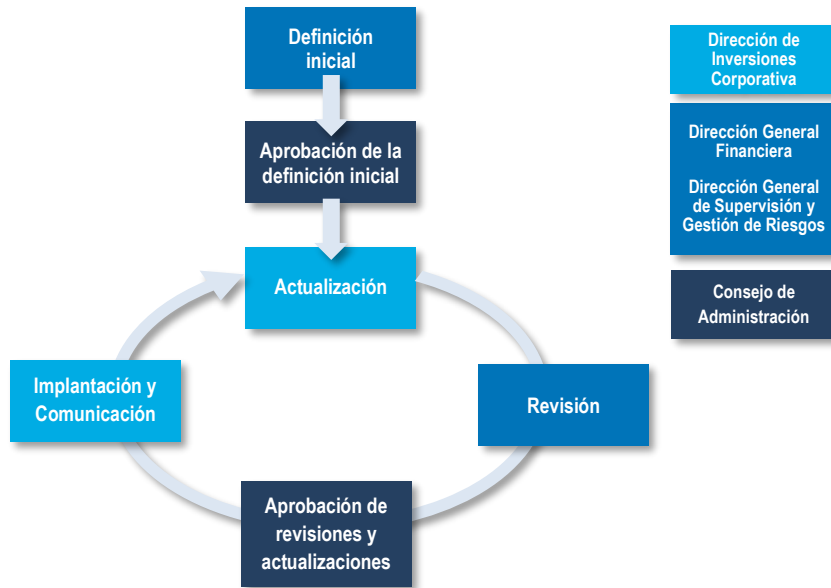 Definición
inicial
Aprobación de la
definición inicial
Actualización
Implantación y
Comunicación
Revisión
Aprobación de
revisiones y
actualizaciones
Dirección de
Inversiones
Corporativa
Dirección General
Financiera
Dirección General
de Supervisión y
Gestión de Riesgos
Consejo de
Administración